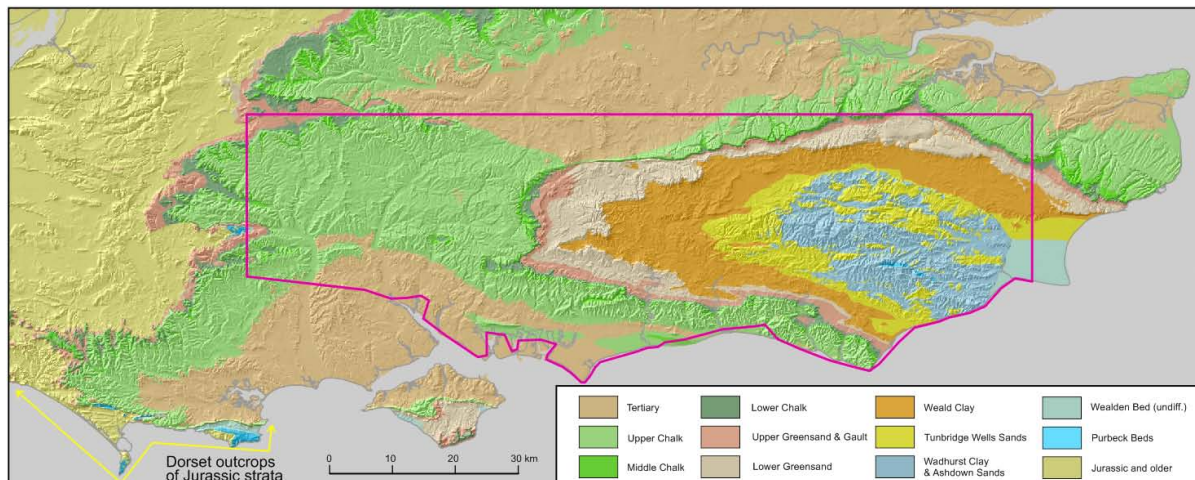 Dorset outcrops
of Jurassic strata
0 10 20 30 km
Tertiary
Upper Chalk
Middle Chalk
Lower Chalk
Upper Greensand & Gault
Lower Greensand
Weald Clay
Tunbridge Wells Sands
Wadhurst Clay
& Ashdown Sands
Wealden Bed (undiff.)
Purbeck Beds
Jurassic and older